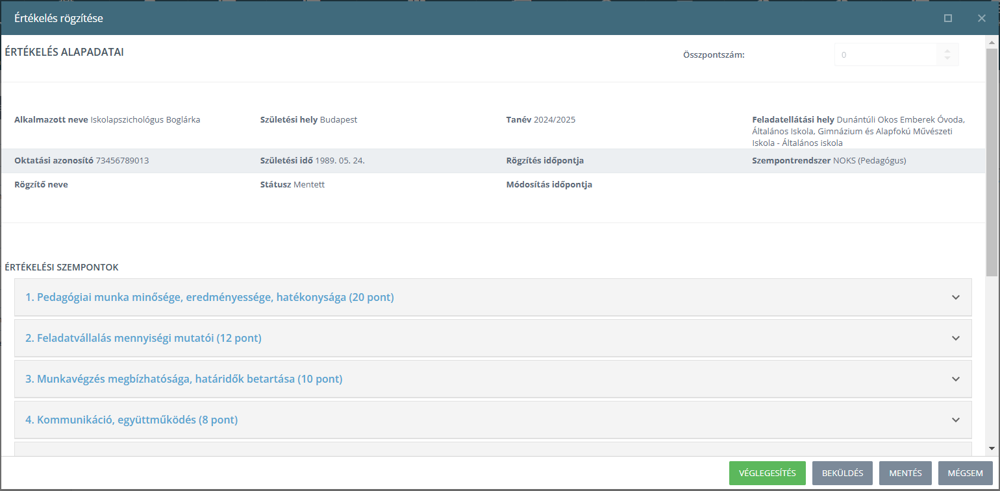 Értékelés rögzítése
ÉRTÉKELÉS ALAPADATAI
Összpontszám:
0
Alkalmazott neve Iskolapszichológus Boglárka
Születési hely Budapest
Tanév 2024/2025
Feladatellátási hely Dunántúli Okos Emberek Óvoda,
Általános Iskola, Gimnázium és Alapfokú Művészeti
Iskola - Általános iskola
Oktatási azonosító 73456789013
Születési idő 1989. 05. 24.
Rögzítés időpontja
Szempontrendszer NOKS (Pedagógus)
Rögzítő neve
Státusz Mentett
Módosítás időpontja
ÉRTÉKELÉSI SZEMPONTOK
1. Pedagógiai munka minősége, eredményessége, hatékonysága (20 pont)
2. Feladatvállalás mennyiségi mutatói (12 pont)
3. Munkavégzés megbízhatósága, határidők betartása (10 pont)
4. Kommunikáció, együttműködés (8 pont)
VÉGLEGESÍTÉS
BEKÜLDÉS
MENTÉS
MÉGSEM